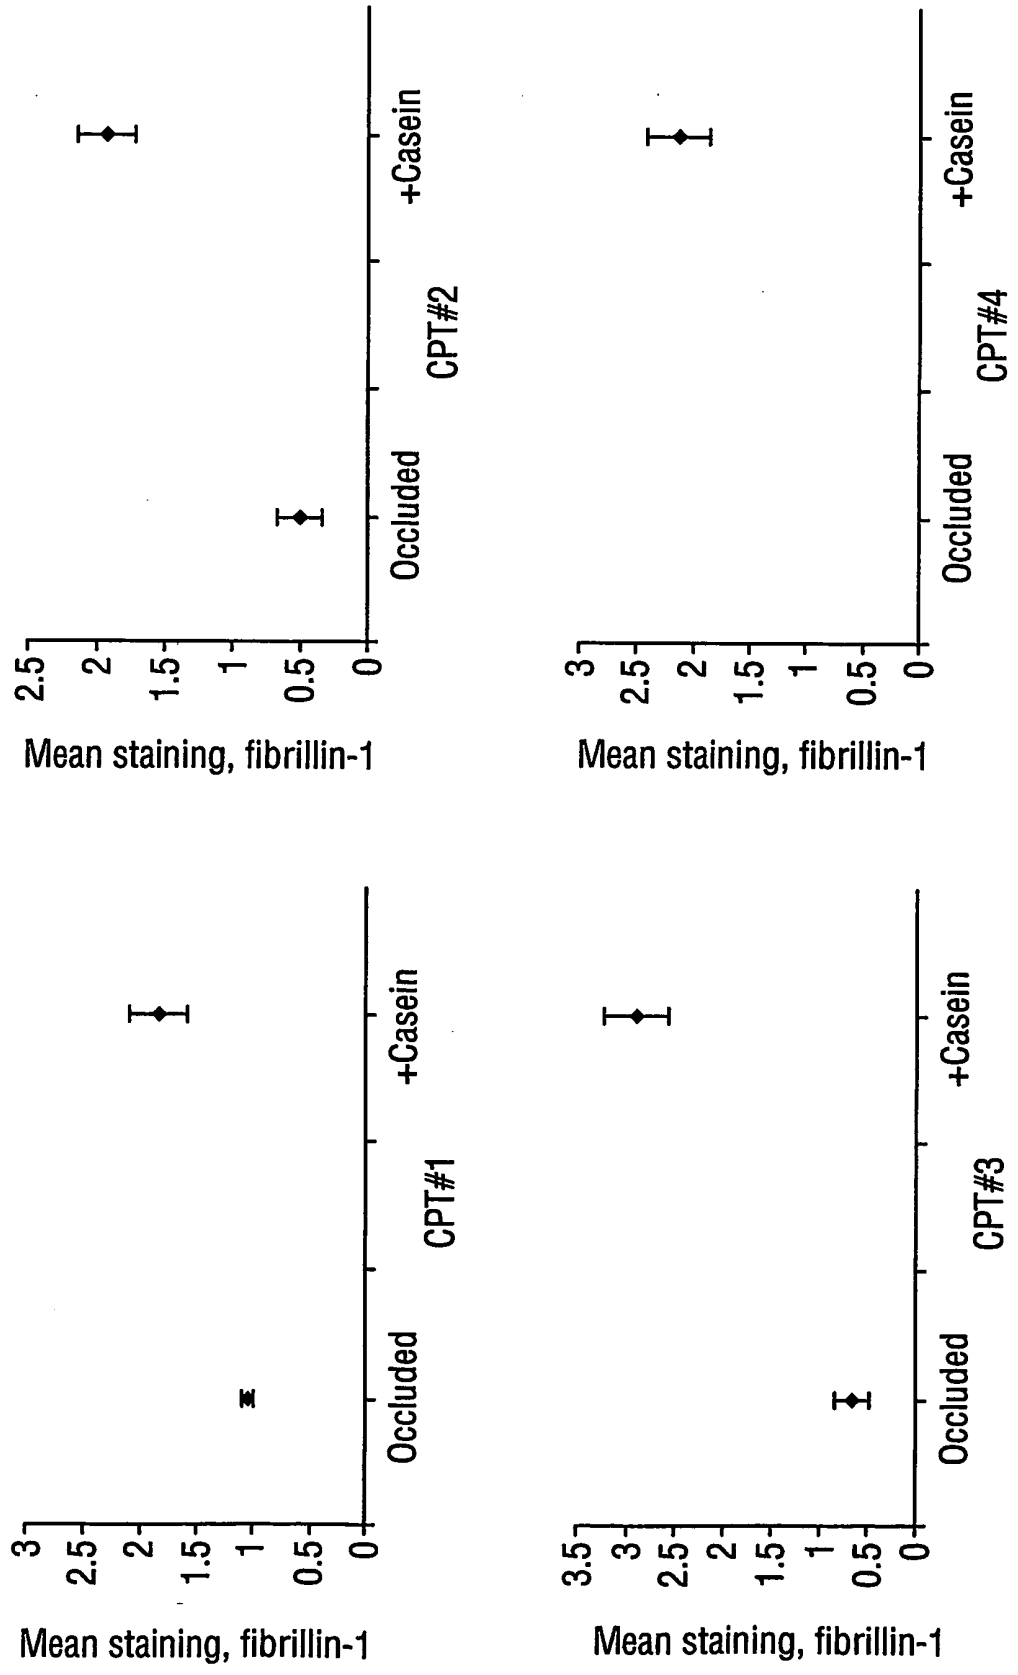 Mean staining, fibrillin-1
3
2.5
2
1.5
1
0.5
0
Occluded
+Casein
CPT#1
Mean staining, fibrillin-1
2.5
2
1.5
1
0.5
0
Occluded
+Casein
CPT#2
Mean staining, fibrillin-1
3.5
3
2.5
2
1.5
1
0.5
0
Occluded
+Casein
CPT#3
Mean staining, fibrillin-1
3
2.5
2
1.5
1
0.5
0
Occluded
+Casein
CPT#4